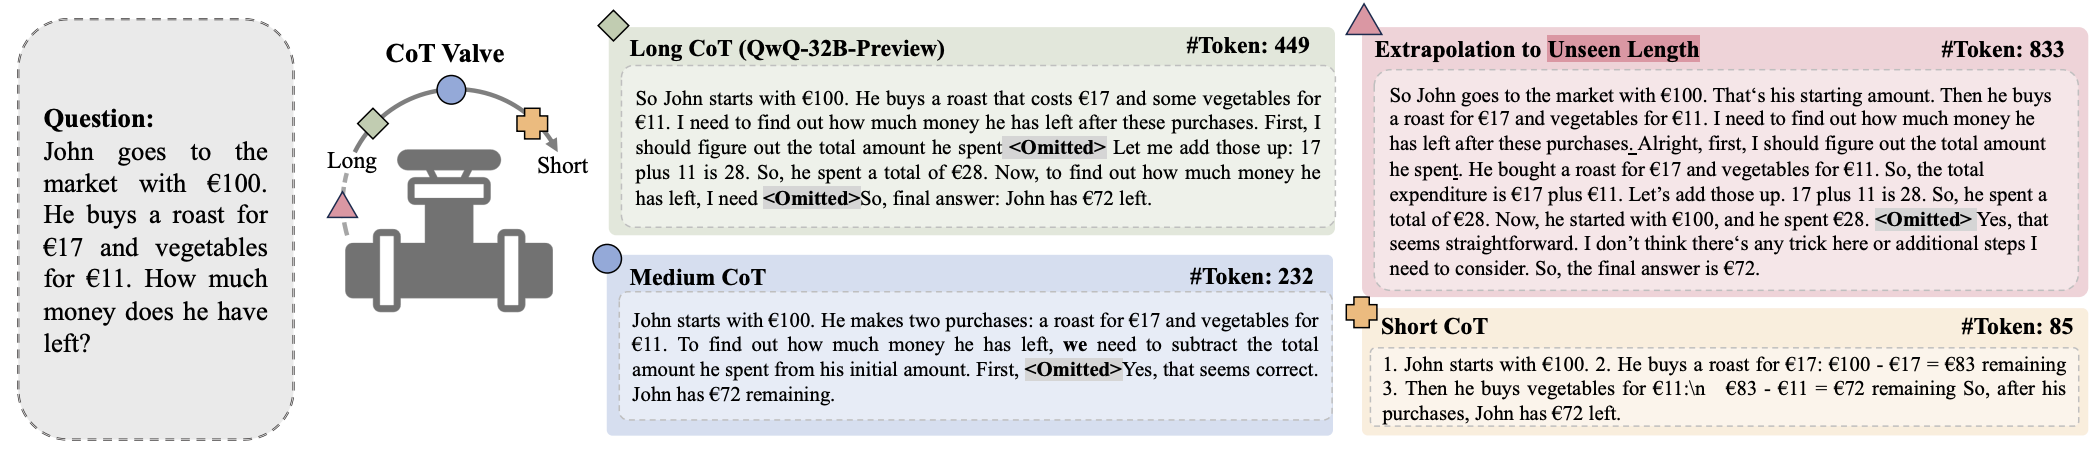 Question:
John goes to the
market with €100.
He buys a roast for
€17 and vegetables
for €11. How much
money does he have
left?
CoT Valve
Long
Short
Long CoT (QwQ-32B-Preview) #Token: 449
So John starts with €100. He buys a roast that costs €17 and some vegetables for
€11. I need to find out how much money he has left after these purchases. First, I
should figure out the total amount he spent <Omitted> Let me add those up: 17
plus 11 is 28. So, he spent a total of €28. Now, to find out how much money he
has left, I need <Omitted>So, final answer: John has €72 left.
Medium CoT #Token: 232
John starts with €100. He makes two purchases: a roast for €17 and vegetables for
€11. To find out how much money he has left, we need to subtract the total
amount he spent from his initial amount. First, <Omitted>Yes, that seems correct.
John has €72 remaining.
Extrapolation to Unseen Length #Token: 833
So John goes to the market with €100. That‘s his starting amount. Then he buys
a roast for €17 and vegetables for €11. I need to find out how much money he
has left after these purchases. Alright, first, I should figure out the total amount
he spent. He bought a roast for €17 and vegetables for €11. So, the total
expenditure is €17 plus €11. Let’s add those up. 17 plus 11 is 28. So, he spent a
total of €28. Now, he started with €100, and he spent €28. <Omitted> Yes, that
seems straightforward. I don’t think there‘s any trick here or additional steps I
need to consider. So, the final answer is €72.
Short CoT #Token: 85
1. John starts with €100. 2. He buys a roast for €17: €100 - €17 = €83 remaining
3. Then he buys vegetables for €11:\n €83 - €11 = €72 remaining So, after his
purchases, John has €72 left.